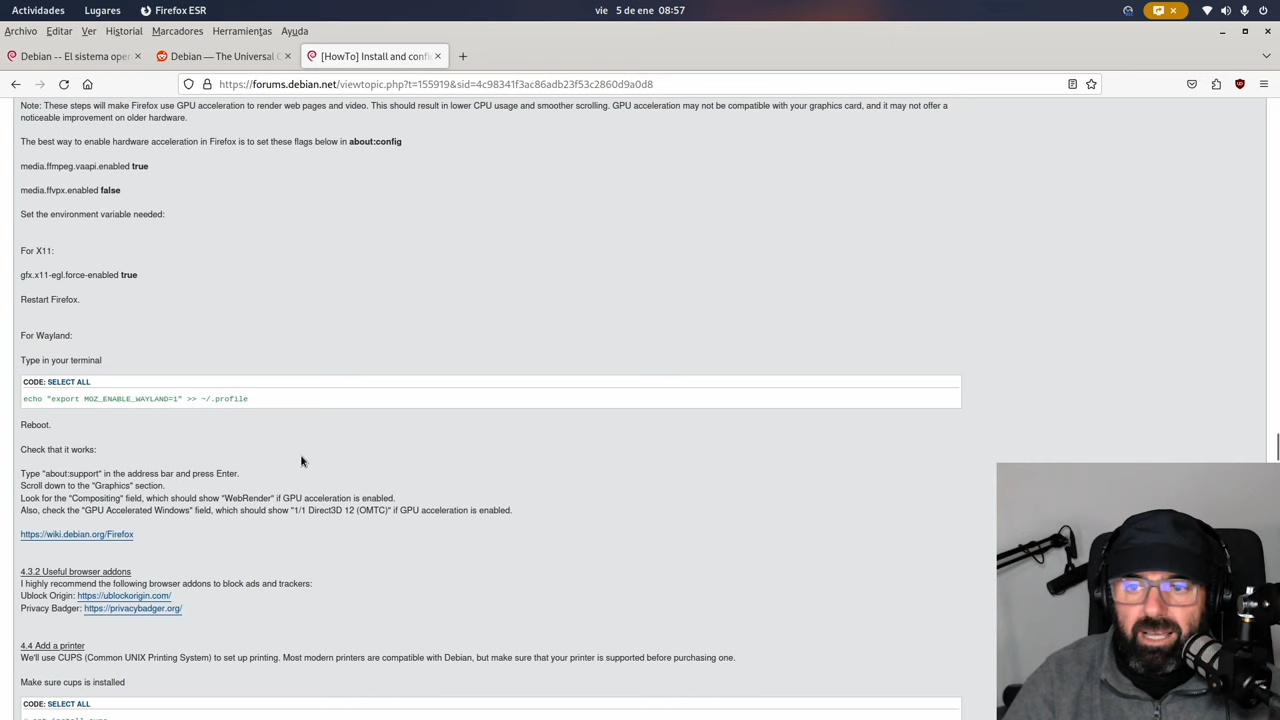 Actividades Lugares Firefox ESR vie 5 de ene 08:57
Archivo Editar Ver Historial Marcadores Herramientas Ayuda
Debian -- El sistema oper [HowTo] Install and confi
Debian — The Universal O
https://forums.debian.net/viewtopic.php?t=155919&sid=4c98341f3ac86adb23f53c2860d9a0d8
Note: These steps will make Firefox use GPU acceleration to render web pages and video. This should result in lower CPU usage and smoother scrolling. GPU acceleration may not be compatible with your graphics card, and it may not offer a
noticeable improvement on older hardware.
The best way to enable hardware acceleration in Firefox is to set these flags below in about:config
media.ffmpeg.vaapi.enabled true
media.ffvpx.enabled false
Set the environment variable needed:
For X11:
gfx.x11-egl.force-enabled true
Restart Firefox.
For Wayland:
Type in your terminal
CODE: SELECT ALL
echo "export MOZ_ENABLE_WAYLAND=1" >> ~/.profile
Reboot.
Check that it works:
Type "about:support" in the address bar and press Enter.
Scroll down to the "Graphics" section.
Look for the "Compositing" field, which should show "WebRender" if GPU acceleration is enabled.
Also, check the "GPU Accelerated Windows" field, which should show "1/1 Direct3D 12 (OMTC)" if GPU acceleration is enabled.
https://wiki.debian.org/Firefox
4.3.2 Useful browser addons
I highly recommend the following browser addons to block ads and trackers:
Ublock Origin: https://ublockorigin.com/
Privacy Badger: https://privacybadger.org/
4.4 Add a printer
We'll use CUPS (Common UNIX Printing System) to set up printing. Most modern printers are compatible with Debian, but make sure that your printer is supported before purchasing one.
Make sure cups is installed
CODE: SELECT ALL